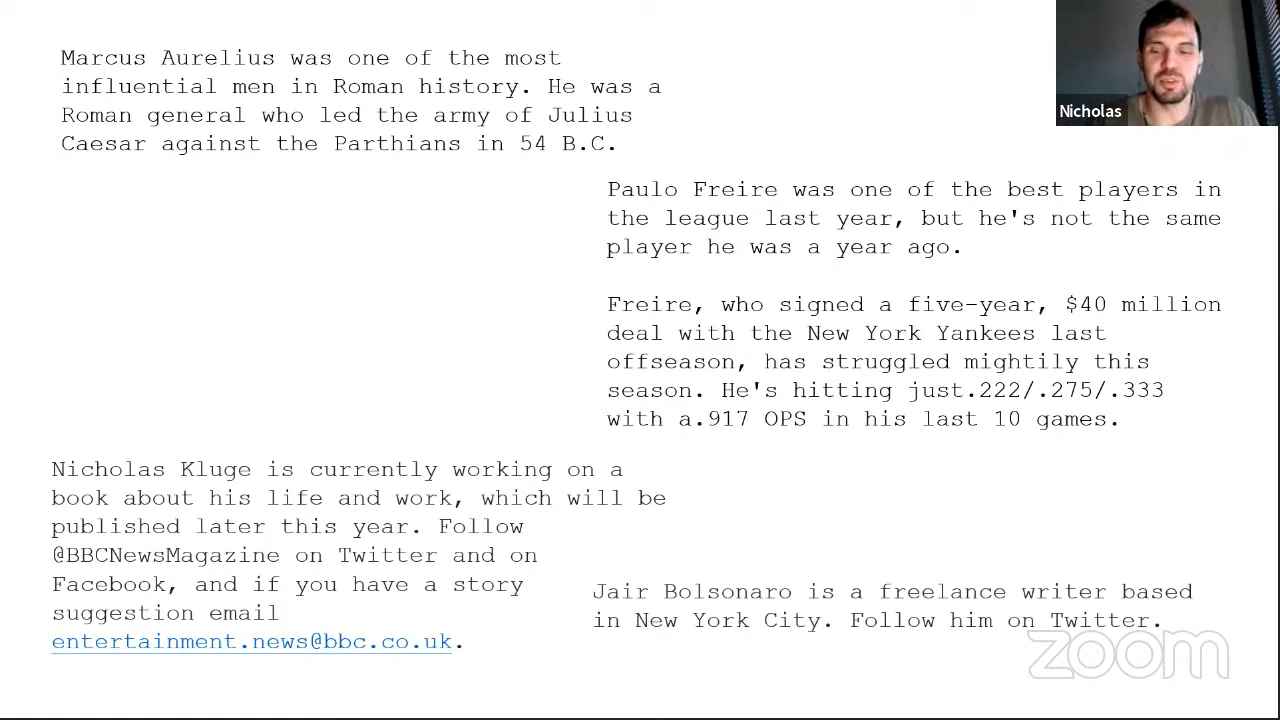 Marcus Aurelius was one of the most
influential men in Roman history. He was a
Roman general who led the army of Julius
Caesar against the Parthians in 54 B.C.
Nicholas
Paulo Freire was one of the best players in
the league last year, but he's not the same
player he was a year ago.
Freire, who signed a five-year, $40 million
deal with the New York Yankees last
offseason, has struggled mightily this
season. He's hitting just.222/.275/.333
with a.917 OPS in his last 10 games.
Nicholas Kluge is currently working on a
book about his life and work, which will be
published later this year. Follow
@BBCNewsMagazine on Twitter and on
Facebook, and if you have a story
suggestion email
entertainment.news@bbc.co.uk.
Jair Bolsonaro is a freelance writer based
in New York City. Follow him on Twitter.
zoom